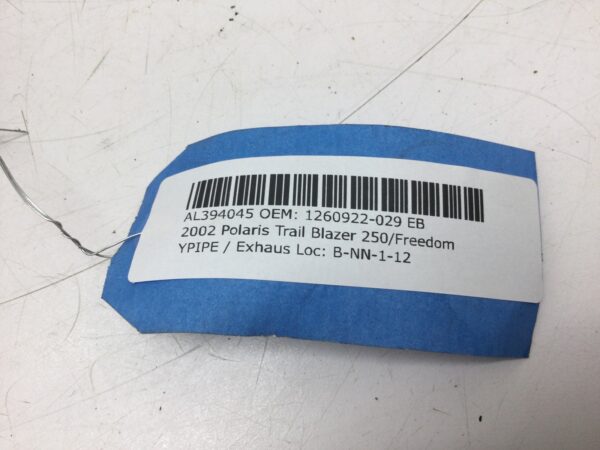 AL394045 OEM: 1260922-029 EB
2002 Polaris Trail Blazer 250/Freedom
YPIPE / Exhaus Loc: B-NN-1-12